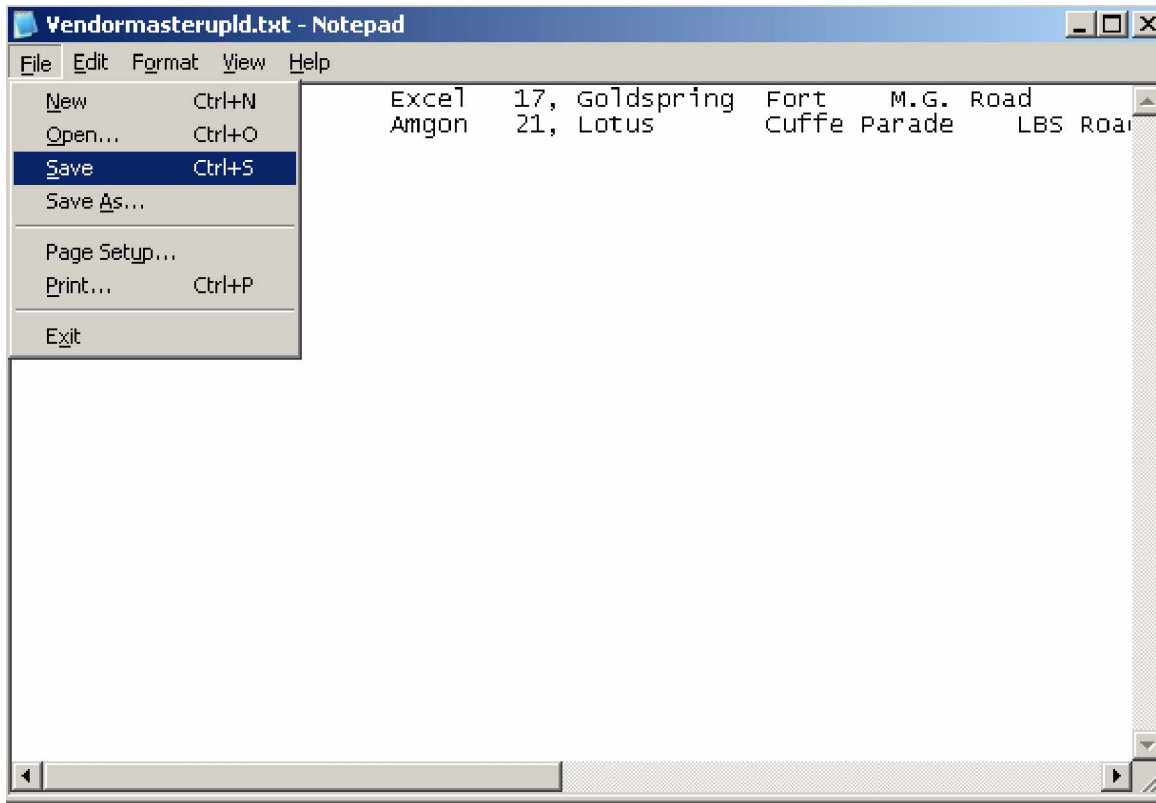 Vendormasterupld.txt - Notepad
File Edit Format View Help
New Ctrl+N
Open... Ctrl+O
Save Ctrl+S
Save As...
Page Setup...
Print... Ctrl+P
Exit
Excel 17, Goldspring Fort M.G. Road
Amgon 21, Lotus Cuffe Parade LBS Roa